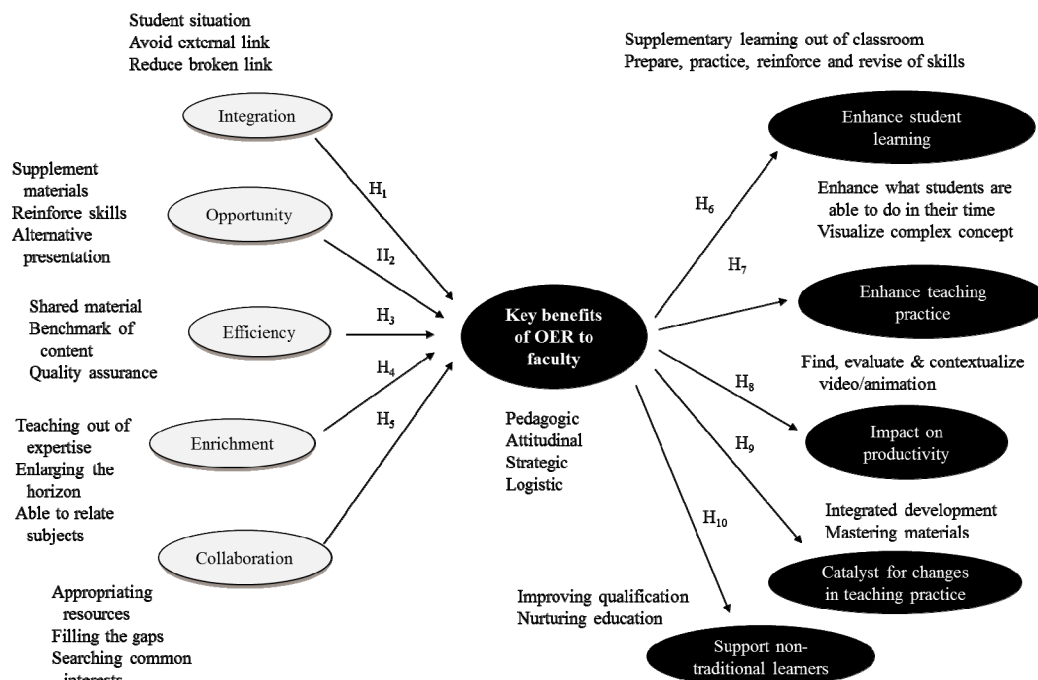 Student situation
Avoid external link
Reduce broken link
Integration
Supplement
materials
Reinforce skills
Alternative
presentation
Opportunity
Shared material
Benchmark of
content
Quality assurance
Efficiency
Teaching out of
expertise
Enlarging the
horizon
Able to relate
subjects
Enrichment
Collaboration
Appropriating
resources
Filling the gaps
Searching common
interests
H1
H2
H3
H4
H5
Key benefits
of OER to
faculty
Pedagogic
Attitudinal
Strategic
Logistic
H6
H7
H8
H9
H10
Supplementary learning out of classroom
Prepare, practice, reinforce and revise of skills
Enhance student
learning
Enhance what students are
able to do in their time
Visualize complex concept
Enhance teaching
practice
Find, evaluate & contextualize
video/animation
Impact on
productivity
Integrated development
Mastering materials
Catalyst for changes
in teaching practice
Improving qualification
Nurturing education
Support non-
traditional learners